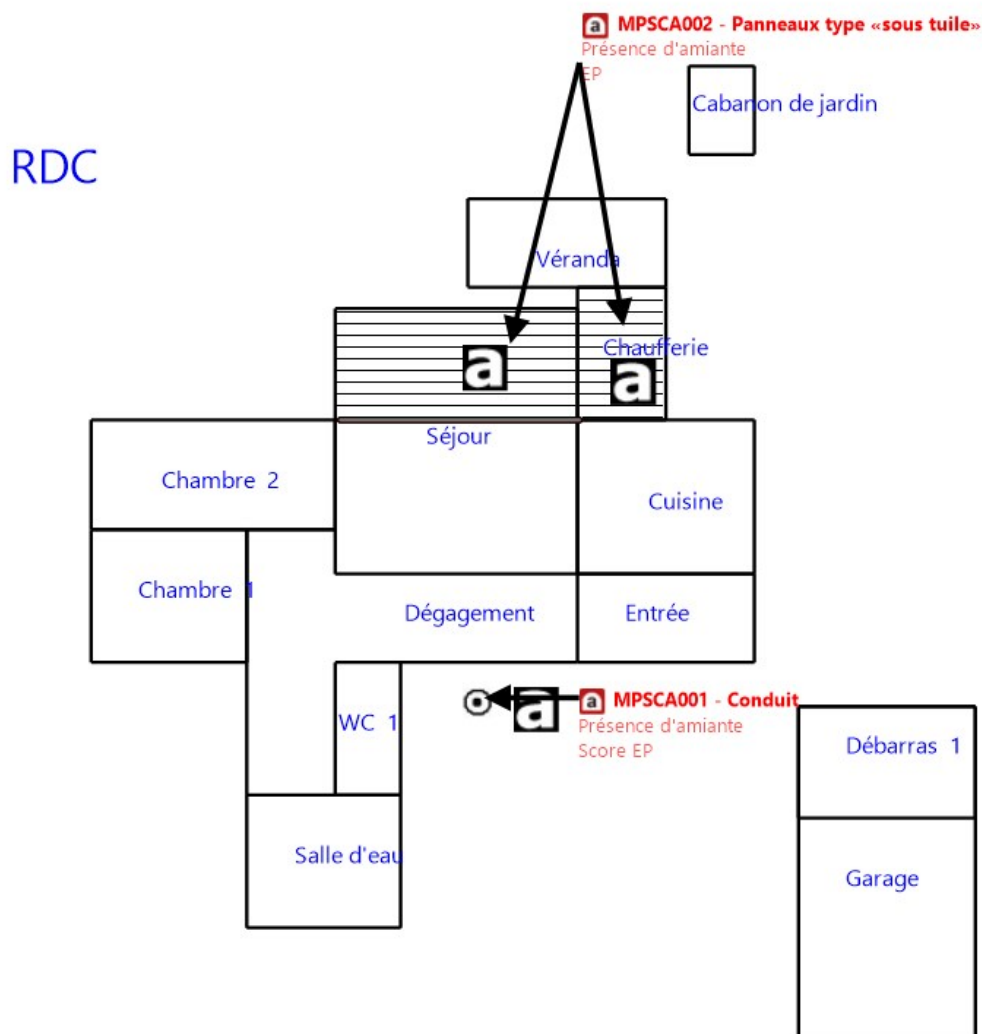 a MPSCA002 - Panneaux type «sous tuile»
Présence d'amiante
EP
Cabanon de jardin
RDC
Véranda
Chaufferie
a
a
Séjour
Chambre 2
Cuisine
Chambre 1
Dégagement
Entrée
a
a MPSCA001 - Conduit
Présence d'amiante
Score EP
WC 1
Débarras 1
Salle d'eau
Garage